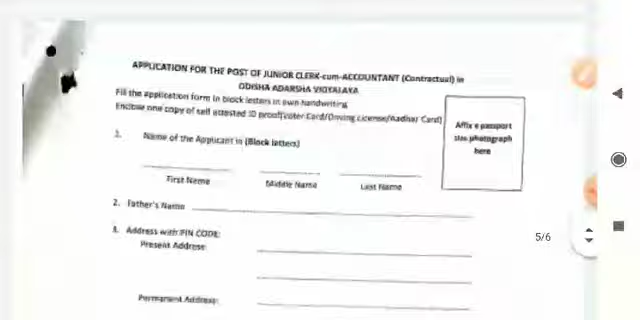 APPLICATION FOR THE POST OF JUNIOR CLERK-cum-ACCOUNTANT (Contractual) in
ODISHA ADARSHA VIDYALAYA
Fill the application form in block letters in own handwriting
Enclose one copy of self attested ID proof(voter Card/Driving License/Aadhar Card)
Affix a passport
size photograph
here
1. Name of the Applicant in (Block letters)
First Name Middle Name Last Name
2. Father's Name
3. Address with PIN CODE:
Present Address:
5/6
Permanent Address: